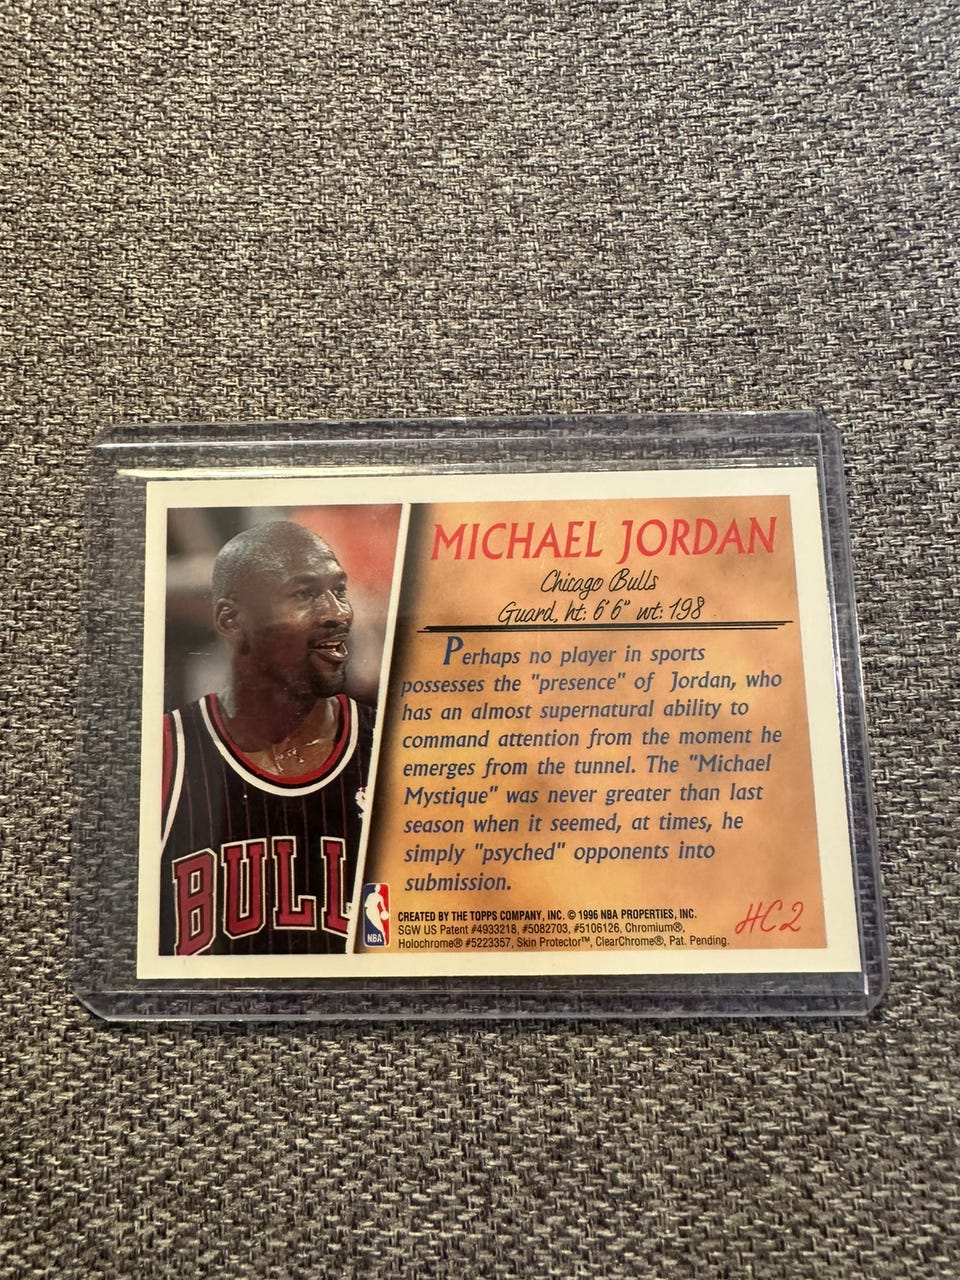 MICHAEL JORDAN
Chicago Bulls
Guard, ht: 6'6" wt: 198
Perhaps no player in sports
possesses the "presence" of Jordan, who
has an almost supernatural ability to
command attention from the moment he
emerges from the tunnel. The "Michael
Mystique" was never greater than last
season when it seemed, at times, he
simply "psyched" opponents into
submission.
BULL
NBA
CREATED BY THE TOPPS COMPANY, INC. © 1996 NBA PROPERTIES, INC.
SGW US Patent #4933218, #5082703, #5106126, Chromium®,
Holochrome® #5223357, Skin Protector™, ClearChrome®, Pat. Pending.
HC2